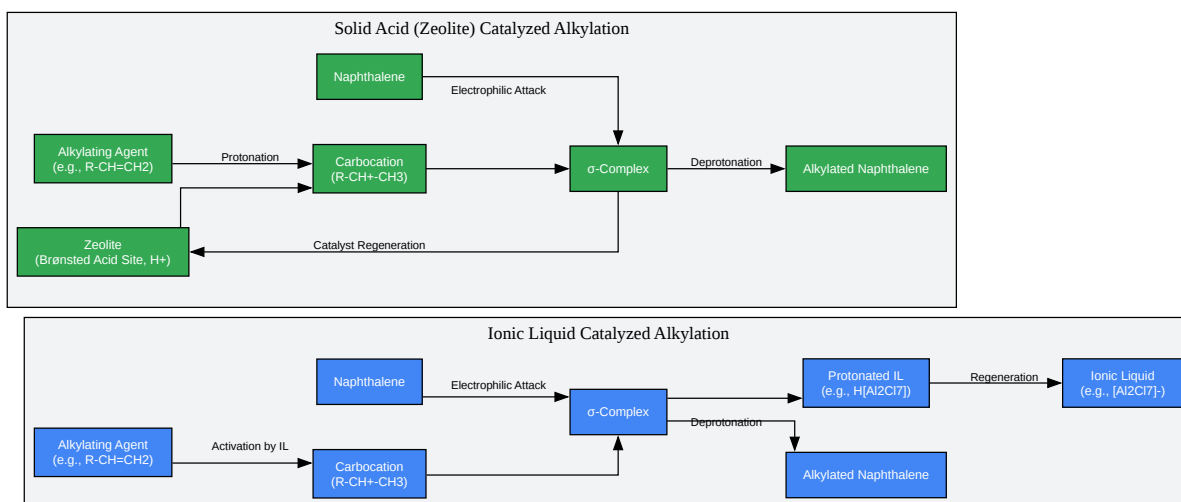 Solid Acid (Zeolite) Catalyzed Alkylation
Naphthalene
Electrophilic Attack
Alkylating Agent
(e.g., R-CH=CH2)
Protonation
Carbocation
(R-CH+-CH3)
σ-Complex
Deprotonation
Alkylated Naphthalene
Zeolite
(Brønsted Acid Site, H+)
Catalyst Regeneration
Ionic Liquid Catalyzed Alkylation
Naphthalene
Electrophilic Attack
σ-Complex
Protonated IL
(e.g., H[Al2Cl7])
Regeneration
Ionic Liquid
(e.g., [Al2Cl7]-)
Deprotonation
Alkylating Agent
(e.g., R-CH=CH2)
Activation by IL
Carbocation
(R-CH+-CH3)
Alkylated Naphthalene